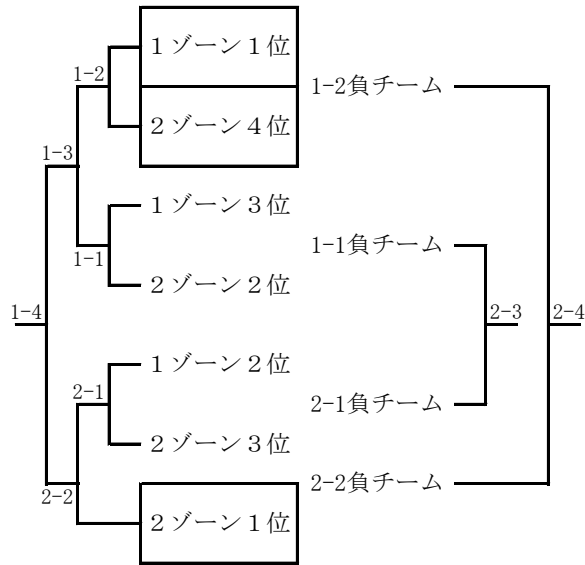 1ゾーン1位
1-2
1-2負チーム
2ゾーン4位
1-3
1ゾーン3位
1-1負チーム
1-1
2ゾーン2位
1-4
2-3
2-4
1ゾーン2位
2-1
2-1負チーム
2ゾーン3位
2-2負チーム
2-2
2ゾーン1位